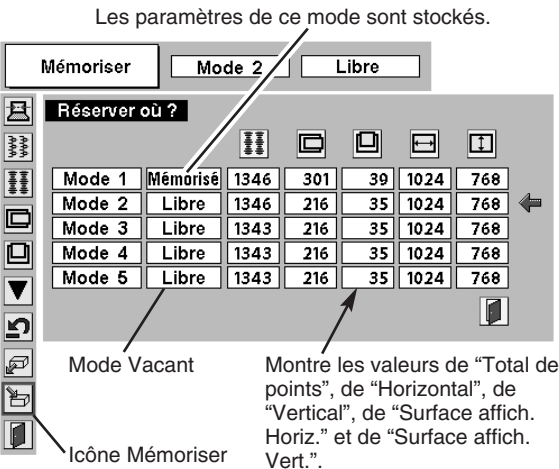 Les paramètres de ce mode sont stockés.
Mémoriser Mode 2 Libre
Réserver où ?
Mode 1 Mémorisé 1346 301 39 1024 768
Mode 2 Libre 1346 216 35 1024 768
Mode 3 Libre 1343 216 35 1024 768
Mode 4 Libre 1343 216 35 1024 768
Mode 5 Libre 1343 216 35 1024 768
Mode Vacant
Montre les valeurs de “Total de
points”, de “Horizontal”, de
“Vertical”, de “Surface affich.
Horiz.” et de “Surface affich.
Vert.”.
Icône Mémoriser